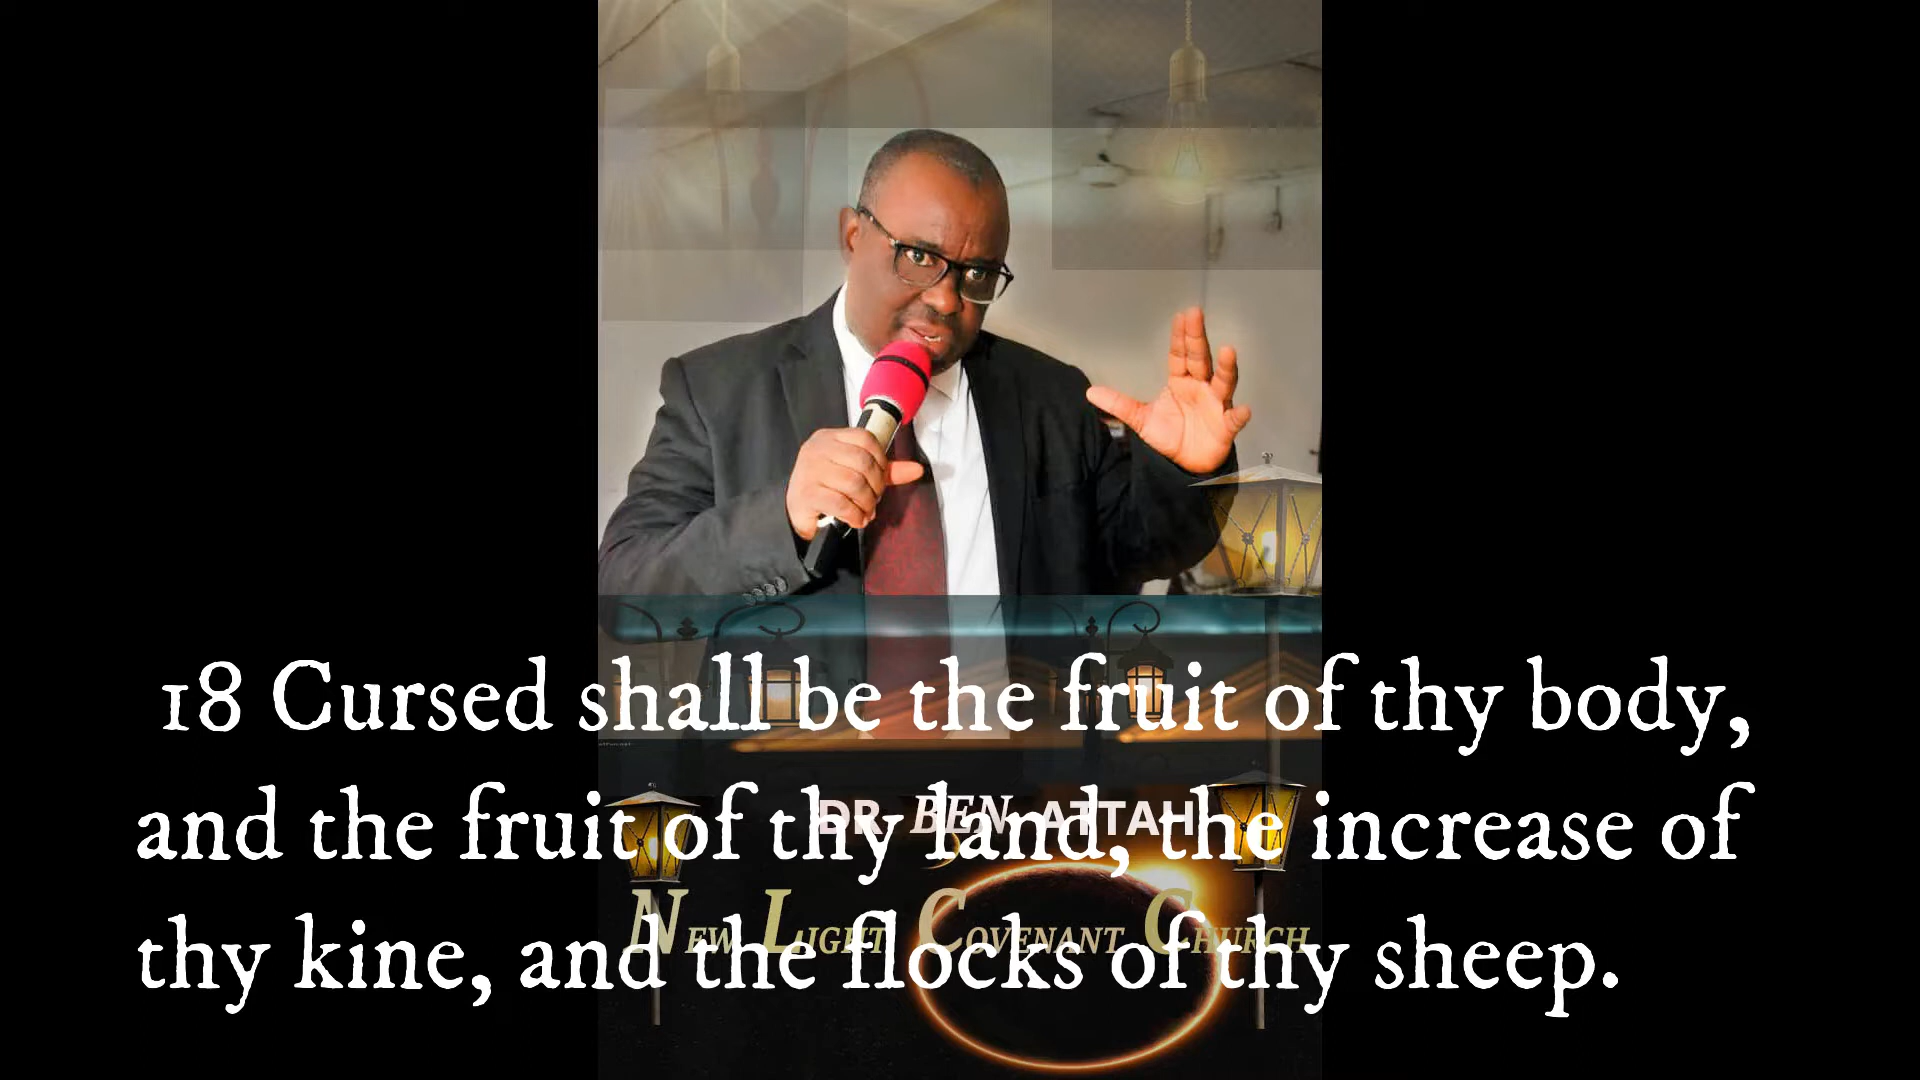 18 Cursed shall be the fruit of thy body,
and the fruit of thy land, the increase of
thy kine, and the flocks of thy sheep.
DR BEN ATTAH
NEW LIGHT COVENANT CHURCH